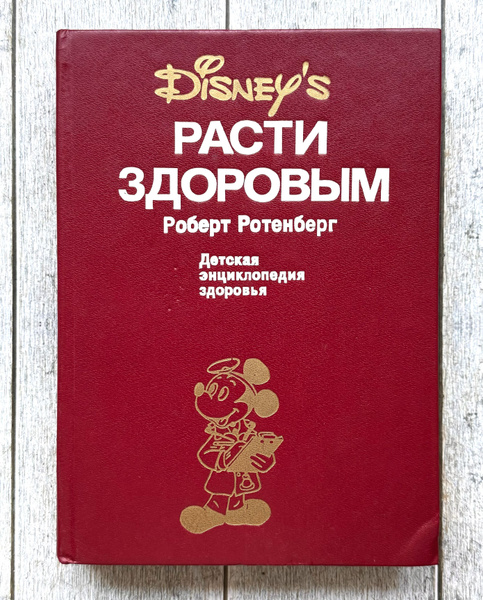 Disney's
РАСТИ
ЗДОРОВЫМ
Роберт Ротенберг
Детская
энциклопедия
здоровья